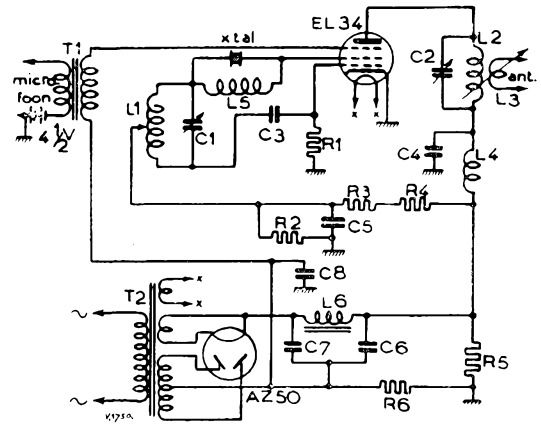 T1
xtal
EL34
L2
C2
ant.
L3
micro
foon
4 1/2 V
L1
L5
C1
C3
R1
C4
L4
R3
R4
R2
C5
C8
T2
x
x
x
x
L6
C7
C6
R5
AZ50
R6
~
~